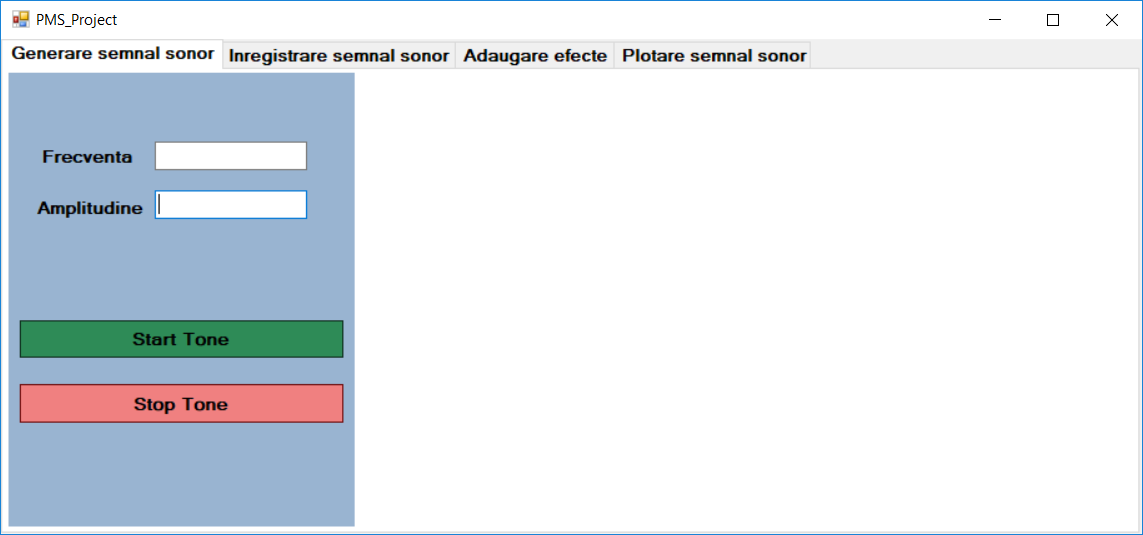 PMS_Project
Generare semnal sonor Inregistrare semnal sonor Adaugare efecte Plotare semnal sonor
Frecventa
Amplitudine
Start Tone
Stop Tone